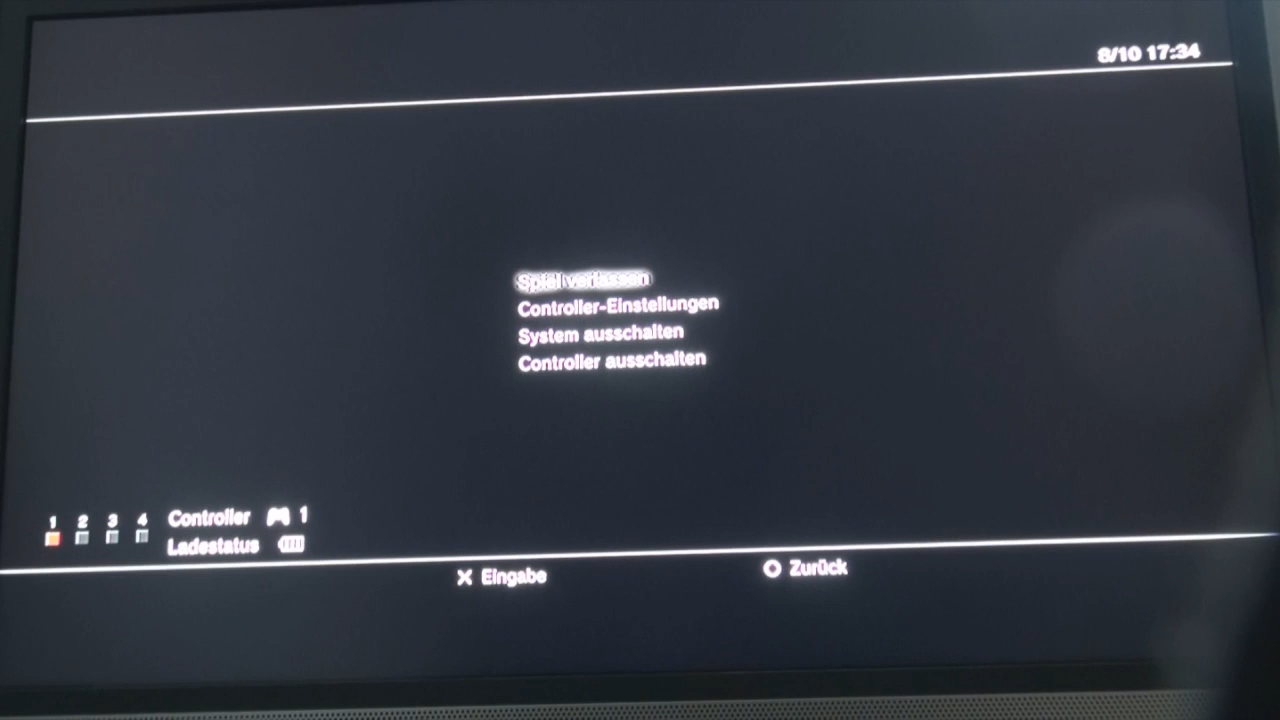 8/10 17:34
Spiel verlassen
Controller-Einstellungen
System ausschalten
Controller ausschalten
1 2 3 4
Controller 1
Ladestatus
Eingabe
Zurück